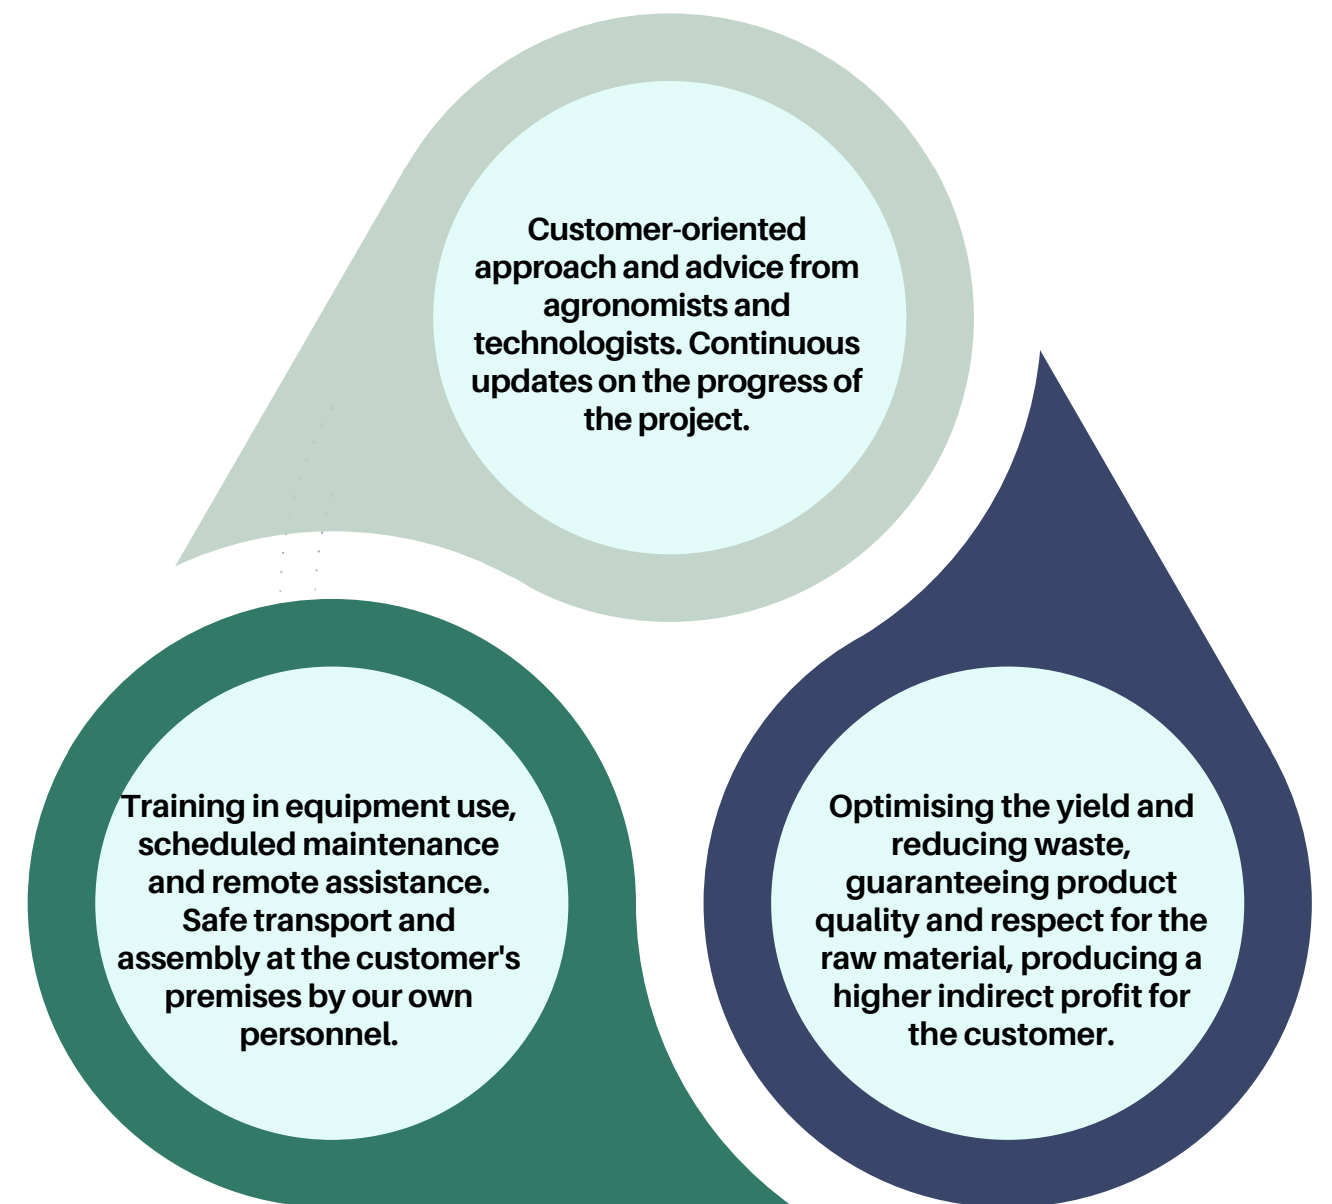 Customer-oriented
approach and advice from
agronomists and
technologists. Continuous
updates on the progress of
the project.
Training in equipment use,
scheduled maintenance
and remote assistance.
Safe transport and
assembly at the customer's
premises by our own
personnel.
Optimising the yield and
reducing waste,
guaranteeing product
quality and respect for the
raw material, producing a
higher indirect profit for
the customer.